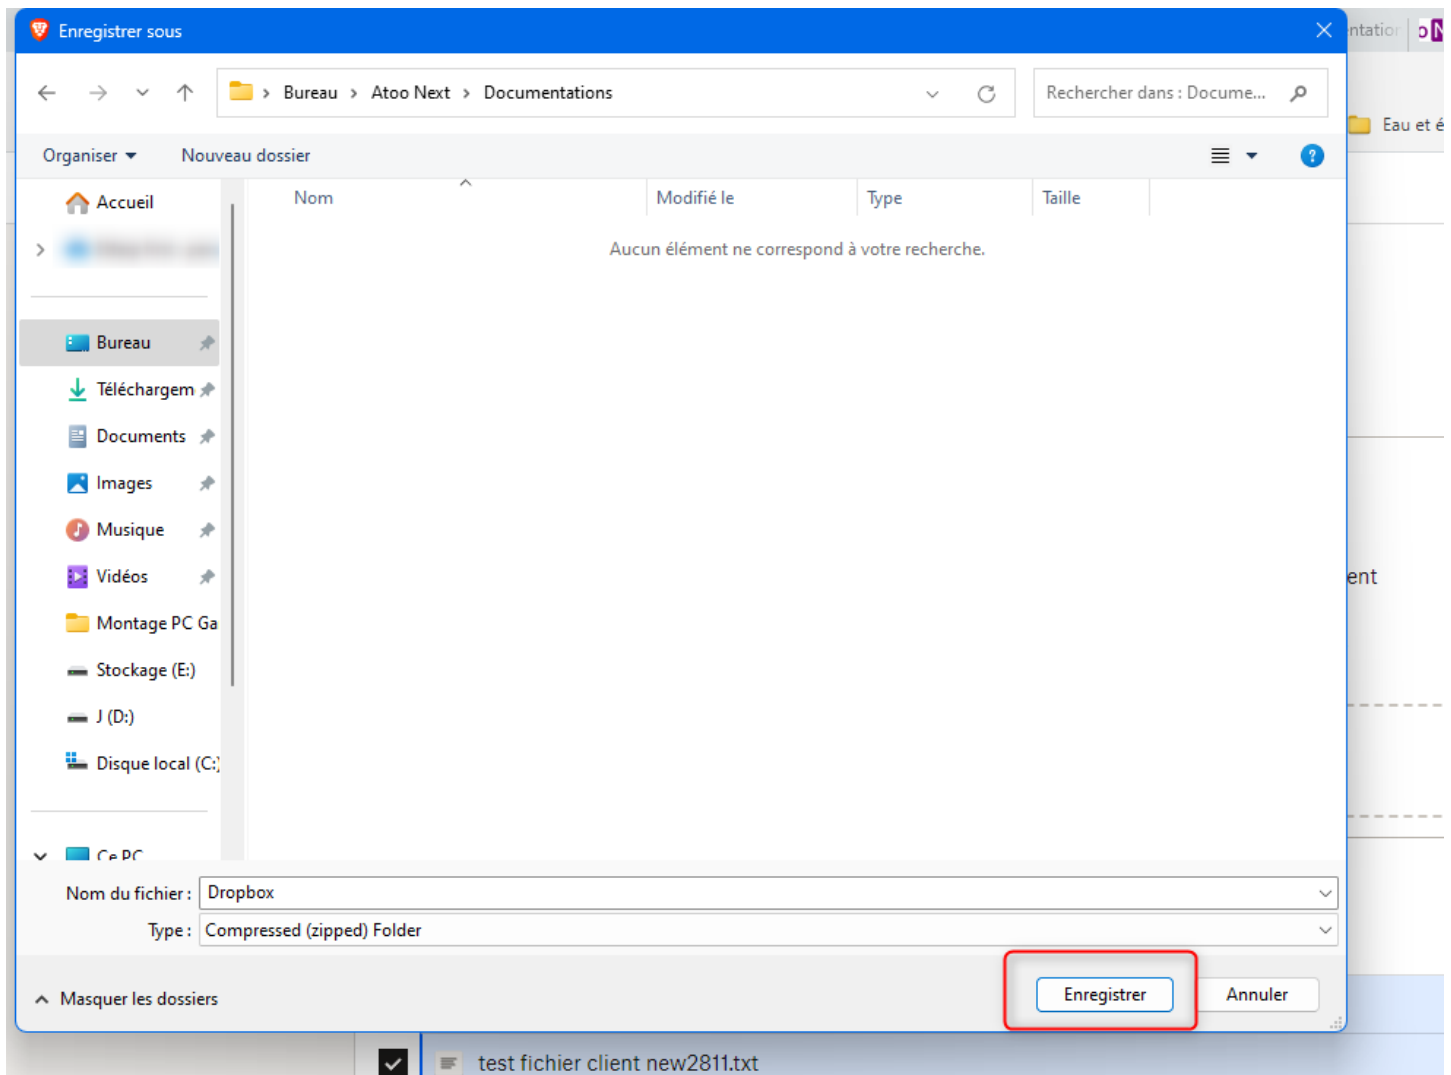 Enregistrer sous
ntation
Bureau > Atoo Next > Documentations
Rechercher dans : Docume...
Eau et é
Organiser
Nouveau dossier
Accueil
Nom
Modifié le
Type
Taille
Aucun élément ne correspond à votre recherche.
Bureau
Téléchargem
Documents
Images
Musique
Vidéos
ent
Montage PC Ga
Stockage (E:)
J (D:)
Disque local (C:)
Ce PC
Nom du fichier : Dropbox
Type : Compressed (zipped) Folder
Masquer les dossiers
Enregistrer
Annuler
test fichier client new2811.txt